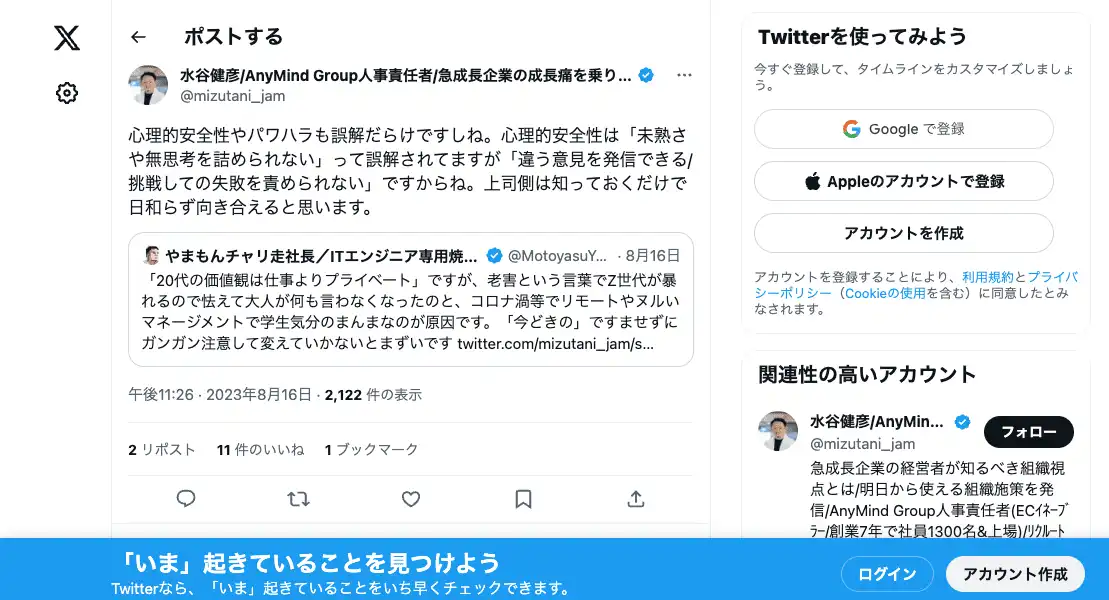 ポストする
水谷健彦/AnyMind Group人事責任者/急成長企業の成長痛を乗り...
@mizutani_jam
心理的安全性やパワハラも誤解だらけですしね。心理的安全性は「未熟さ
や無思考を詰められない」って誤解されてますが「違う意見を発信できる/
挑戦しての失敗を責められない」ですからね。上司側は知っておくだけで
日和らず向き合えると思います。
やまもんチャリ走社長／ITエンジニア専用焼... @MotoyasuY... · 8月16日
「20代の価値観は仕事よりプライベート」ですが、老害という言葉でZ世代が暴
れるので怯えて大人が何も言わなくなったのと、コロナ渦等でリモートやヌルい
マネージメントで学生気分のまんまなのが原因です。「今どきの」ですませずに
ガンガン注意して変えていかないとまずいです twitter.com/mizutani_jam/s...
午後11:26 · 2023年8月16日 · 2,122 件の表示
2 リポスト 11 件のいいね 1 ブックマーク
Twitterを使ってみよう
今すぐ登録して、タイムラインをカスタマイズしましょ
う。
Google で登録
Appleのアカウントで登録
アカウントを作成
アカウントを登録することにより、利用規約とプライバ
シーポリシー（Cookieの使用を含む）に同意したとみ
なされます。
関連性の高いアカウント
水谷健彦/AnyMin...
@mizutani_jam
フォロー
急成長企業の経営者が知るべき組織視
点とは/明日から使える組織施策を発
信/AnyMind Group人事責任者(ECｲﾈｰﾌﾞ
ﾗｰ/創業7年で社員1300名&上場)/ﾘｸﾙｰﾄ
「いま」起きていることを見つけよう
Twitterなら、「いま」起きていることをいち早くチェックできます。
ログイン
アカウント作成